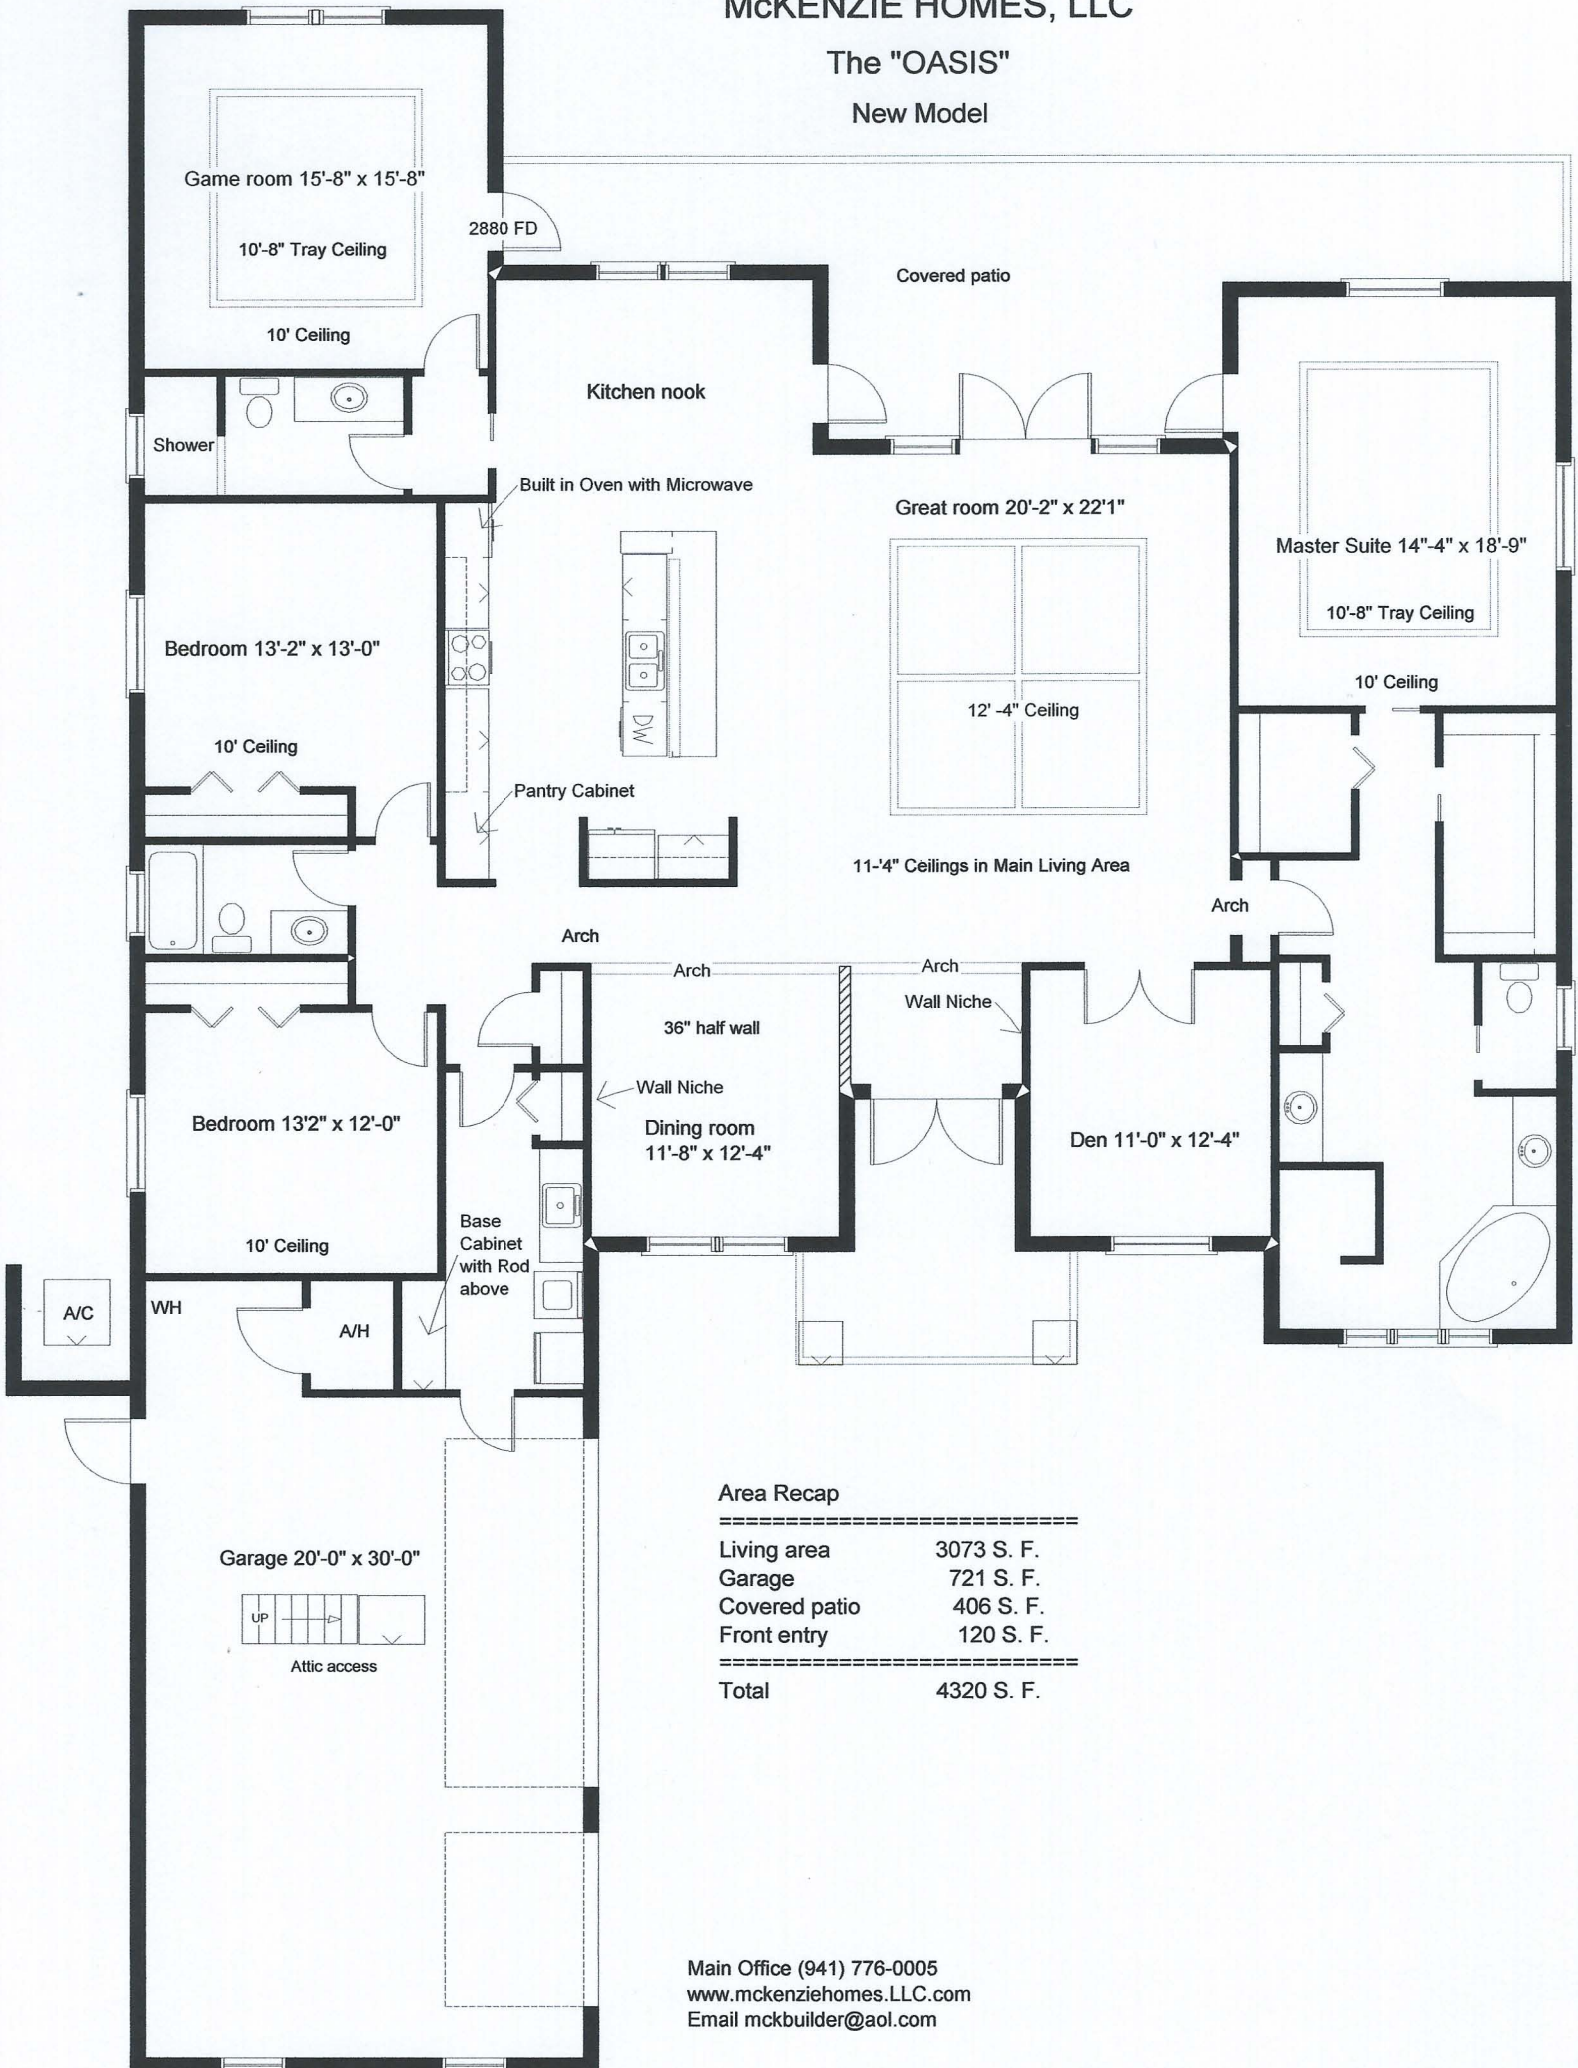 McKENZIE HOMES, LLC
The "OASIS"
New Model
Game room 15'-8" x 15'-8"
10'-8" Tray Ceiling
10' Ceiling
2880 FD
Covered patio
Kitchen nook
Shower
Built in Oven with Microwave
Great room 20'-2" x 22'1"
Master Suite 14"-4" x 18'-9"
10'-8" Tray Ceiling
10' Ceiling
Bedroom 13'-2" x 13'-0"
10' Ceiling
DW
12' -4" Ceiling
Pantry Cabinet
11-'4" Ceilings in Main Living Area
Arch
Arch
Arch
Arch
Wall Niche
36" half wall
Wall Niche
Dining room
11'-8" x 12'-4"
Den 11'-0" x 12'-4"
Bedroom 13'2" x 12'-0"
10' Ceiling
Base
Cabinet
with Rod
above
A/C
WH
A/H
Garage 20'-0" x 30'-0"
UP
Attic access
Area Recap
===========================
Living area 3073 S. F.
Garage 721 S. F.
Covered patio 406 S. F.
Front entry 120 S. F.
===========================
Total 4320 S. F.
Main Office (941) 776-0005
www.mckenziehomes.LLC.com
Email mckbuilder@aol.com